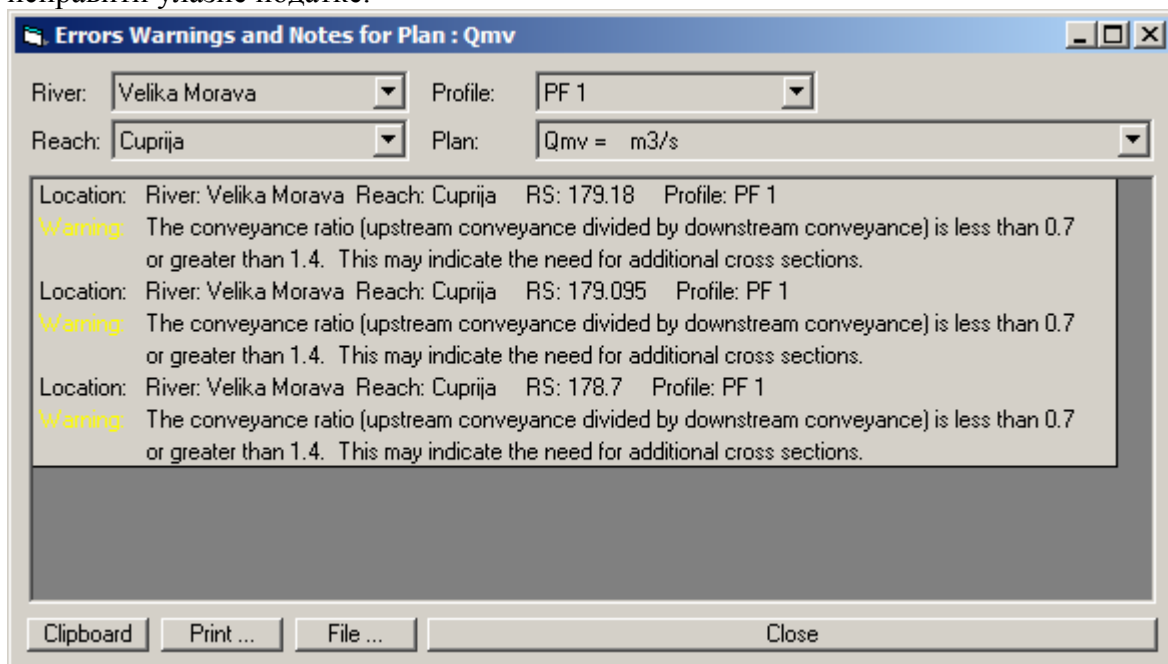 исправити улазне податке.
Errors Warnings and Notes for Plan : Qmv
River: Velika Morava Profile: PF 1
Reach: Cuprija Plan: Qmv = m3/s
Location: River: Velika Morava Reach: Cuprija RS: 179.18 Profile: PF 1
Warning: The conveyance ratio (upstream conveyance divided by downstream conveyance) is less than 0.7
or greater than 1.4. This may indicate the need for additional cross sections.
Location: River: Velika Morava Reach: Cuprija RS: 179.095 Profile: PF 1
Warning: The conveyance ratio (upstream conveyance divided by downstream conveyance) is less than 0.7
or greater than 1.4. This may indicate the need for additional cross sections.
Location: River: Velika Morava Reach: Cuprija RS: 178.7 Profile: PF 1
Warning: The conveyance ratio (upstream conveyance divided by downstream conveyance) is less than 0.7
or greater than 1.4. This may indicate the need for additional cross sections.
Clipboard Print ... File ... Close